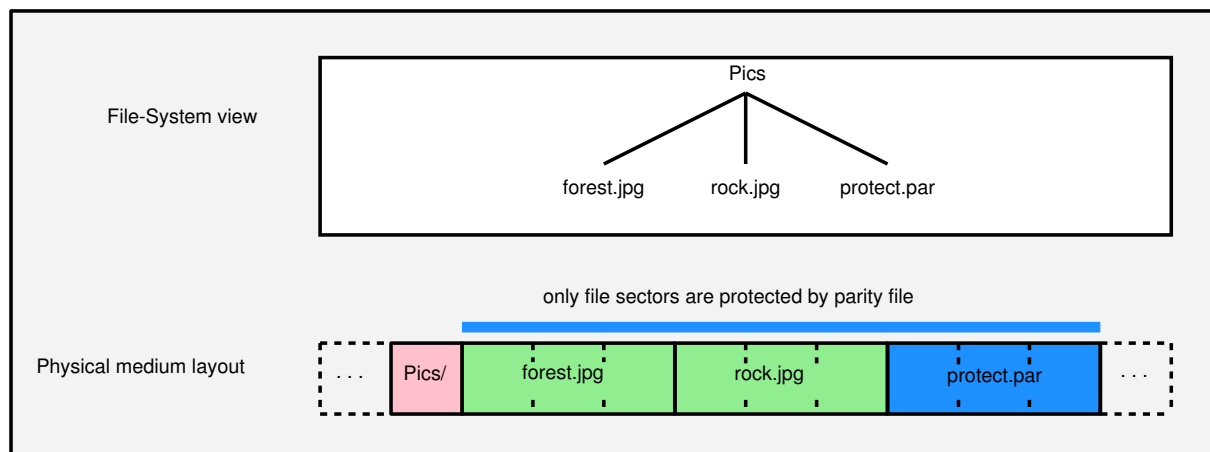 Pics
File-System view
forest.jpg rock.jpg protect.par
only file sectors are protected by parity file
Physical medium layout
. . . Pics/ forest.jpg rock.jpg protect.par . . .